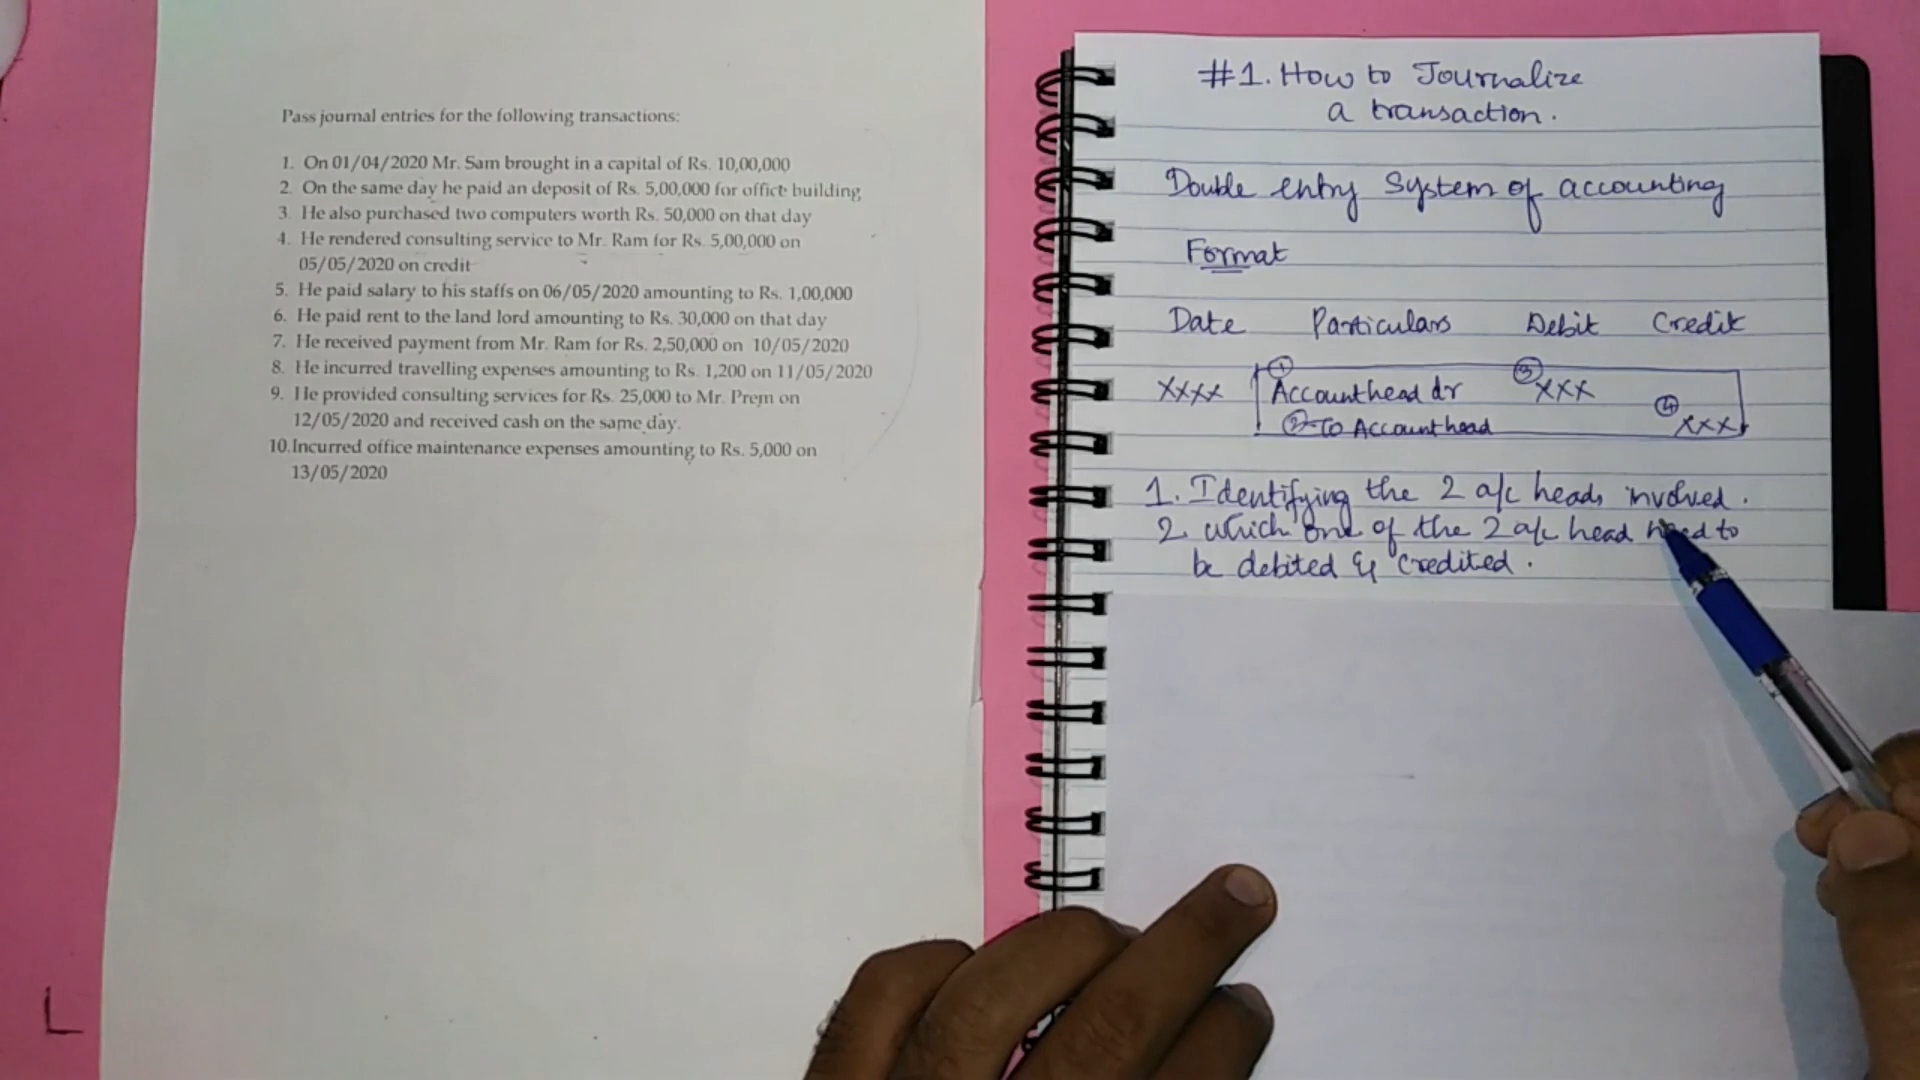 Pass journal entries for the following transactions:
1. On 01/04/2020 Mr. Sam brought in a capital of Rs. 10,00,000
2. On the same day he paid an deposit of Rs. 5,00,000 for office building
3. He also purchased two computers worth Rs. 50,000 on that day
4. He rendered consulting service to Mr. Ram for Rs. 5,00,000 on
05/05/2020 on credit
5. He paid salary to his staffs on 06/05/2020 amounting to Rs. 1,00,000
6. He paid rent to the land lord amounting to Rs. 30,000 on that day
7. He received payment from Mr. Ram for Rs. 2,50,000 on 10/05/2020
8. He incurred travelling expenses amounting to Rs. 1,200 on 11/05/2020
9. He provided consulting services for Rs. 25,000 to Mr. Prem on
12/05/2020 and received cash on the same day.
10. Incurred office maintenance expenses amounting to Rs. 5,000 on
13/05/2020
#1. How to Journalize
a transaction.
Double entry System of accounting
Format
Date Particulars Debit Credit
xxxx ① Accounthead dr ③ xxx
② To Accounthead ④ xxx
1. Identifying the 2 a/c heads involved.
2. which one of the 2 a/c head need to
be debited & credited.